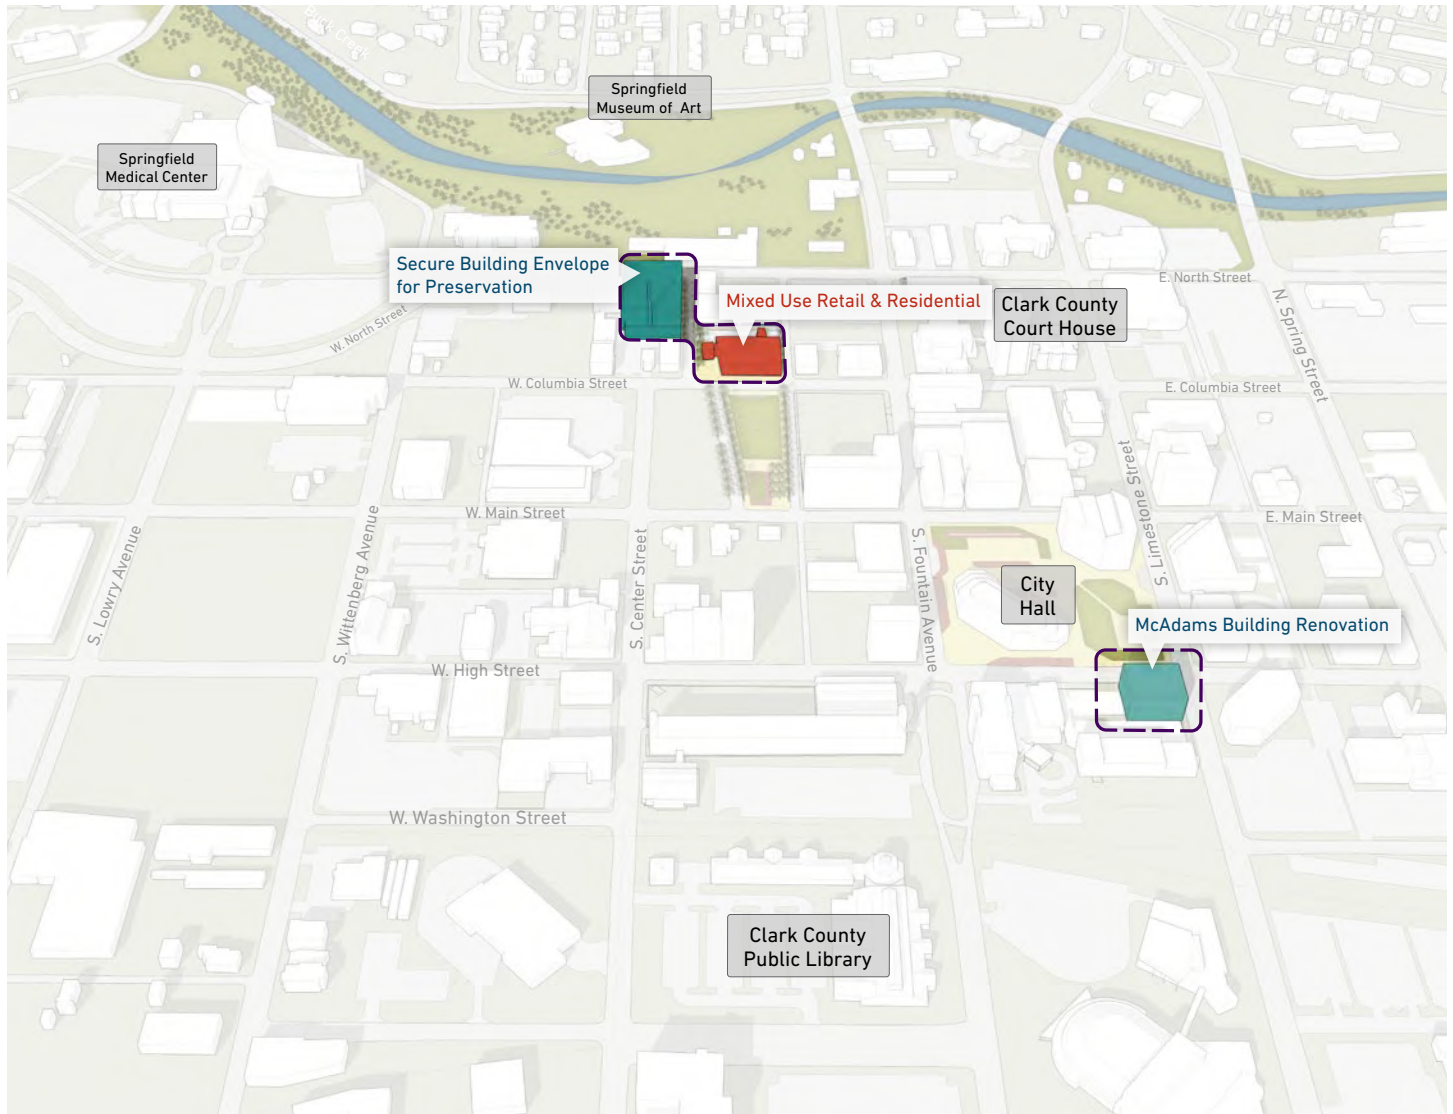 Buck Creek
Springfield
Museum of Art
Springfield
Medical Center
Secure Building Envelope
for Preservation
E. North Street
Mixed Use Retail & Residential
Clark County
Court House
N. Spring Street
W. North Street
W. Columbia Street
E. Columbia Street
S. Limestone Street
W. Main Street
E. Main Street
S. Lowry Avenue
S. Wittenberg Avenue
S. Center Street
S. Fountain Avenue
City
Hall
McAdams Building Renovation
W. High Street
W. Washington Street
Clark County
Public Library